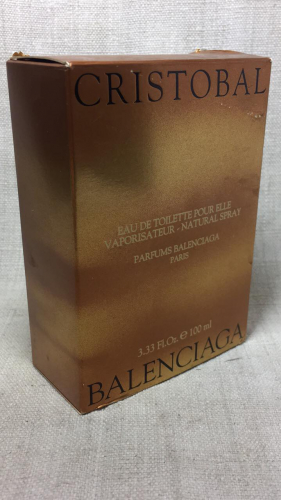 CRISTOBAL
EAU DE TOILETTE POUR ELLE
VAPORISATEUR - NATURAL SPRAY
PARFUMS BALENCIAGA
PARIS
3.33 Fl.Oz. ℮ 100 ml
BALENCIAGA